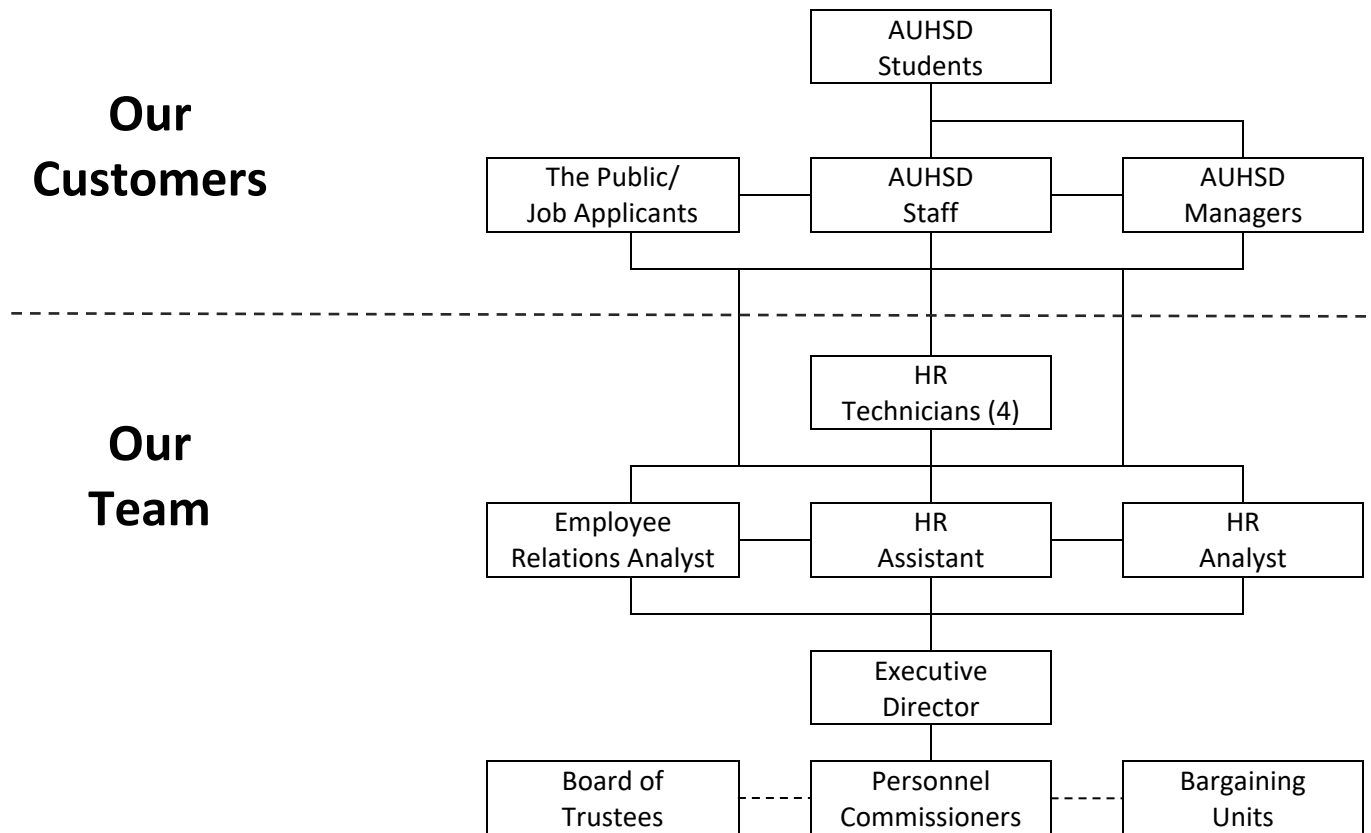 AUHSD
Students
Our
Customers
The Public/
Job Applicants
AUHSD
Staff
AUHSD
Managers
HR
Technicians (4)
Our
Team
Employee
Relations Analyst
HR
Assistant
HR
Analyst
Executive
Director
Board of
Trustees
Personnel
Commissioners
Bargaining
Units